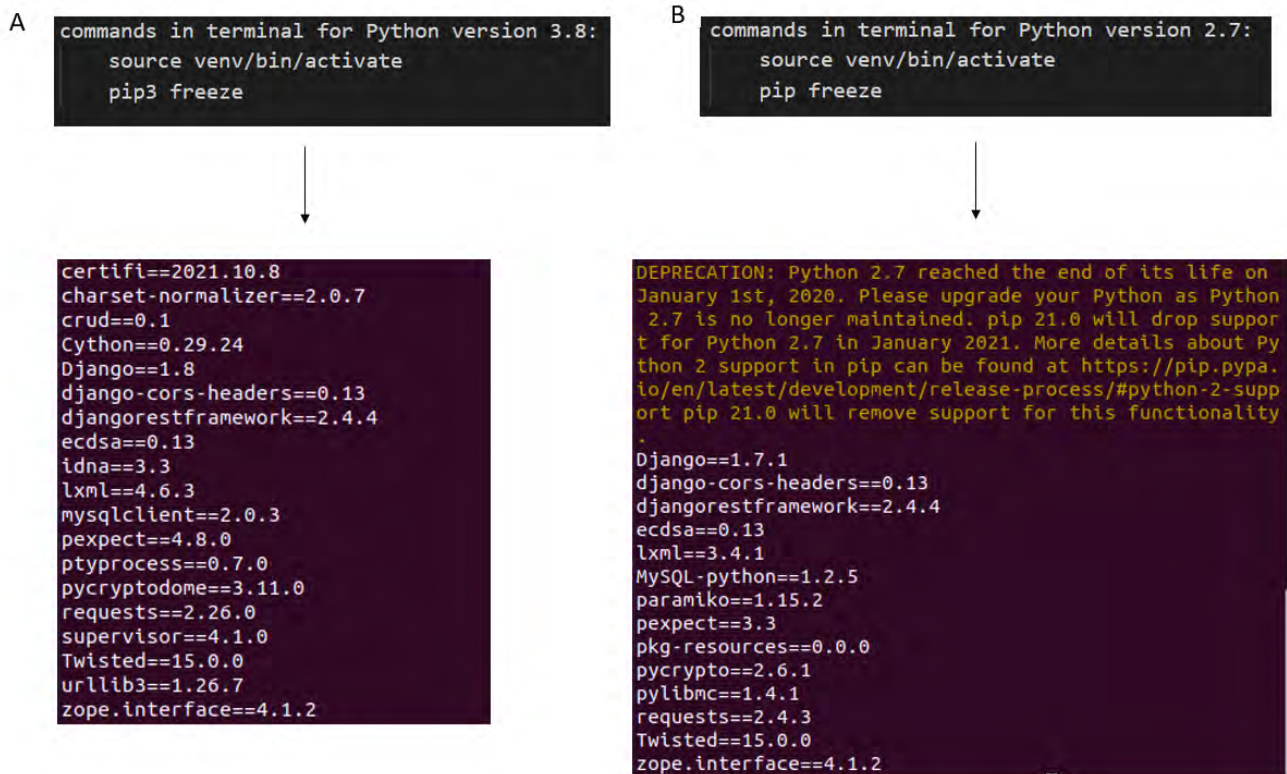 A
commands in terminal for Python version 3.8:
source venv/bin/activate
pip3 freeze
certifi==2021.10.8
charset-normalizer==2.0.7
crud==0.1
Cython==0.29.24
Django==1.8
django-cors-headers==0.13
djangorestframework==2.4.4
ecdsa==0.13
idna==3.3
lxml==4.6.3
mysqlclient==2.0.3
pexpect==4.8.0
ptyprocess==0.7.0
pycryptodome==3.11.0
requests==2.26.0
supervisor==4.1.0
Twisted==15.0.0
urllib3==1.26.7
zope.interface==4.1.2
B
commands in terminal for Python version 2.7:
source venv/bin/activate
pip freeze
DEPRECATION: Python 2.7 reached the end of its life on
January 1st, 2020. Please upgrade your Python as Python
2.7 is no longer maintained. pip 21.0 will drop suppor
t for Python 2.7 in January 2021. More details about Py
thon 2 support in pip can be found at https://pip.pypa.
io/en/latest/development/release-process/#python-2-supp
ort pip 21.0 will remove support for this functionality
.
Django==1.7.1
django-cors-headers==0.13
djangorestframework==2.4.4
ecdsa==0.13
lxml==3.4.1
MySQL-python==1.2.5
paramiko==1.15.2
pexpect==3.3
pkg-resources==0.0.0
pycrypto==2.6.1
pylibmc==1.4.1
requests==2.4.3
Twisted==15.0.0
zope.interface==4.1.2